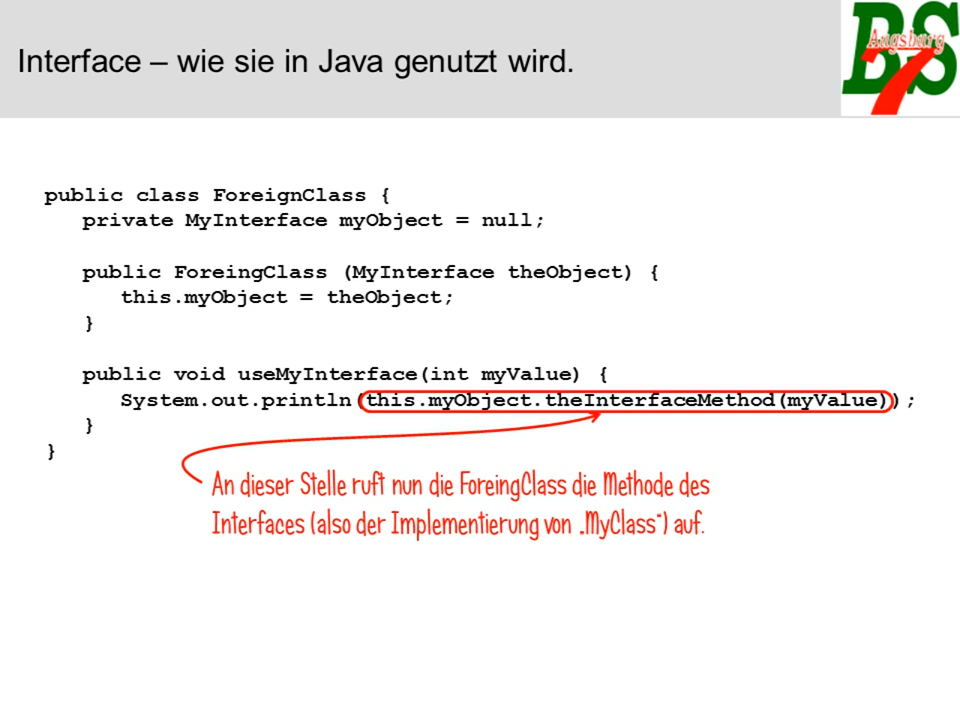 Interface – wie sie in Java genutzt wird.
BS
Augsburg
7
public class ForeignClass {
private MyInterface myObject = null;
public ForeingClass (MyInterface theObject) {
this.myObject = theObject;
}
public void useMyInterface(int myValue) {
System.out.println(this.myObject.theInterfaceMethod(myValue));
}
}
An dieser Stelle ruft nun die ForeingClass die Methode des
Interfaces (also der Implementierung von „MyClass“) auf.